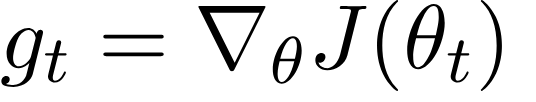 g_t = ∇_θ J(θ_t)